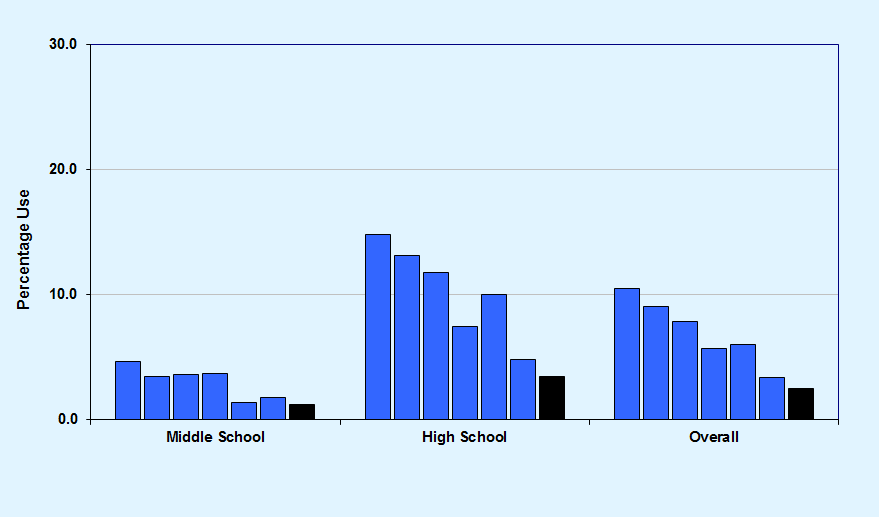 30.0
20.0
10.0
0.0
Percentage Use
Middle School
High School
Overall